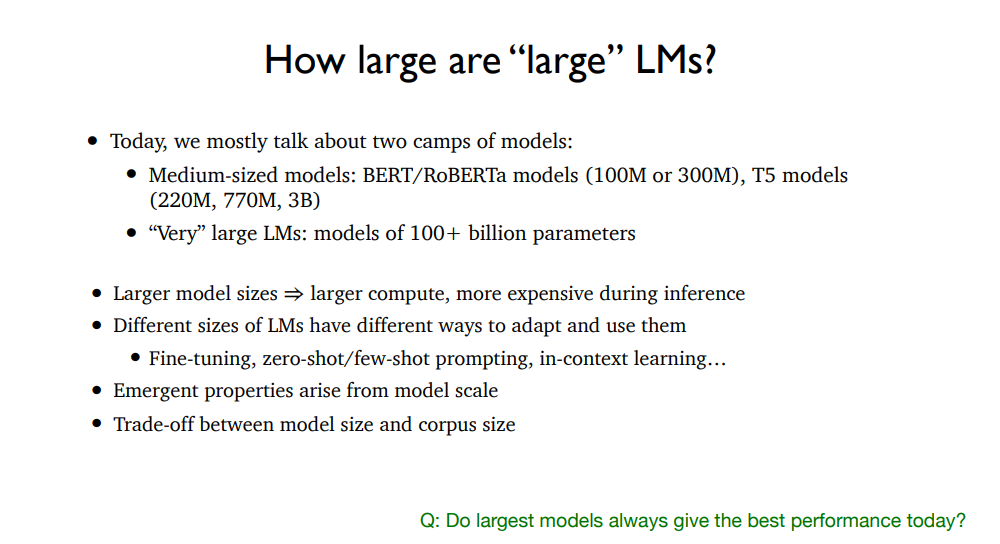 How large are “large” LMs?
• Today, we mostly talk about two camps of models:
• Medium-sized models: BERT/RoBERTa models (100M or 300M), T5 models
(220M, 770M, 3B)
• “Very” large LMs: models of 100+ billion parameters
• Larger model sizes ⇒ larger compute, more expensive during inference
• Different sizes of LMs have different ways to adapt and use them
• Fine-tuning, zero-shot/few-shot prompting, in-context learning…
• Emergent properties arise from model scale
• Trade-off between model size and corpus size
Q: Do largest models always give the best performance today?